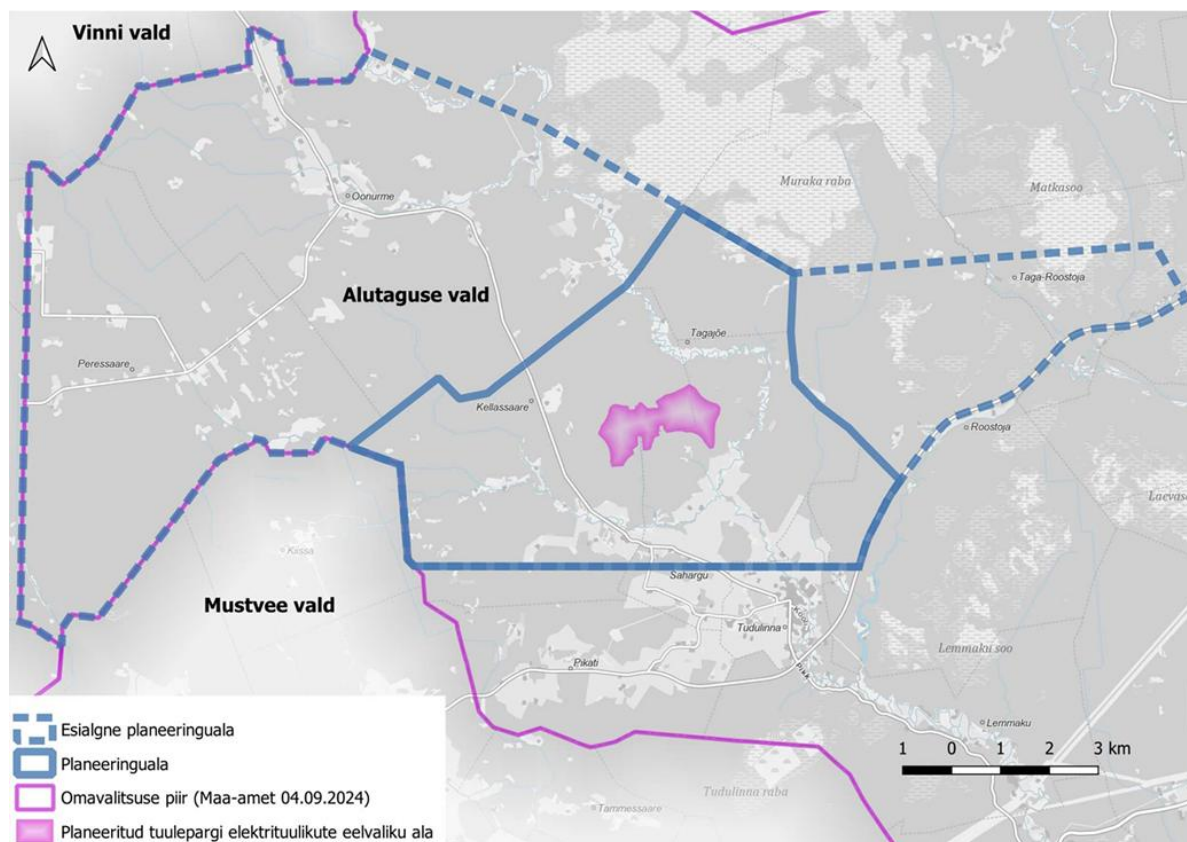 Vinni vald
Muraka raba
Matkasoo
Oonurme
Taga-Roostoja
Alutaguse vald
Tagajõe
Peressaare
Kellassaare
Roostoja
Kiissa
Sahargu
Mustvee vald
Tudulinna
Lemmaku soo
Pikati
Pikk
Lemmaku
Esialgne planeeringuala
Planeeringuala
1 0 1 2 3 km
Omavalitsuse piir (Maa-amet 04.09.2024)
Tudulinna raba
Planeeritud tuulepargi elektrituulikute eelvaliku ala
Tammessaare